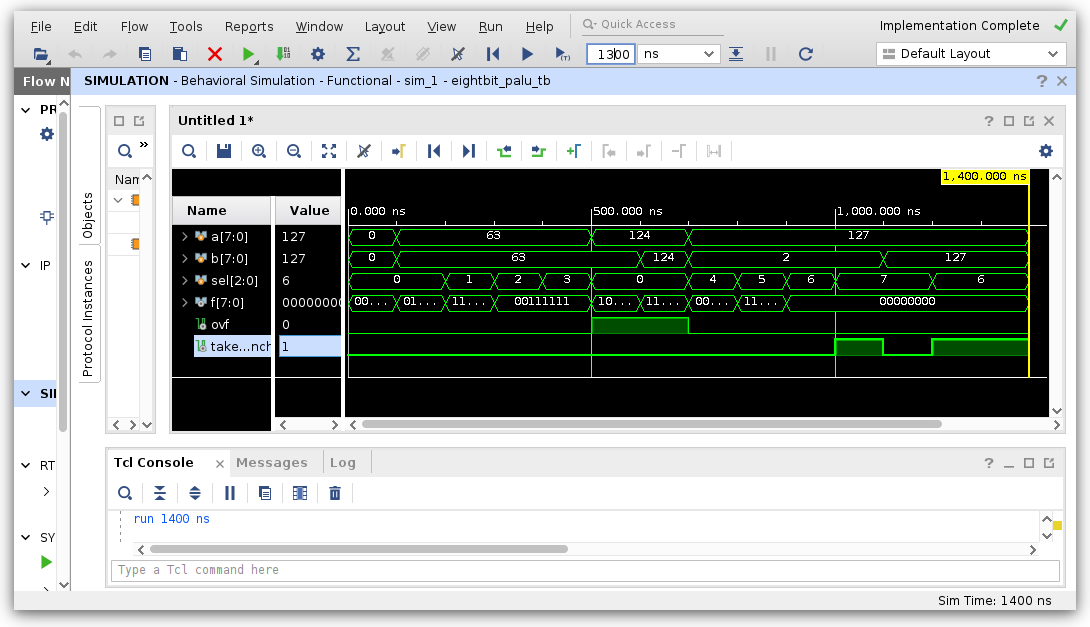 File Edit Flow Tools Reports Window Layout View Run Help Quick Access Implementation Complete
1300 ns Default Layout
Flow N SIMULATION - Behavioral Simulation - Functional - sim_1 - eightbit_palu_tb ?
Untitled 1* ?
»
Nam
Objects
Protocol Instances
PR
IP
SII
RT
SY
1,400.000 ns
Name Value 0.000 ns 500.000 ns 1,000.000 ns
a[7:0] 127 0 63 124 127
b[7:0] 127 0 63 124 2 127
sel[2:0] 6 0 1 2 3 0 4 5 6 7 6
f[7:0] 00000000 00... 01... 11... 00111111 10... 11... 00... 11... 00000000
ovf 0
take...nch 1
Tcl Console Messages Log ?
run 1400 ns
Type a Tcl command here
Sim Time: 1400 ns